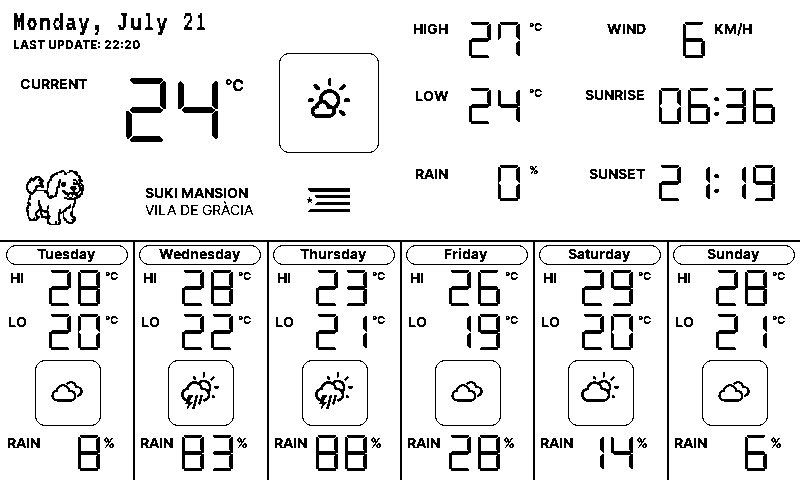 Monday, July 21
LAST UPDATE: 22:20
CURRENT 24 °C
HIGH 27 °C
LOW 24 °C
RAIN 0 %
WIND 6 KM/H
SUNRISE 06:36
SUNSET 21:19
SUKI MANSION
VILA DE GRÀCIA
Tuesday
HI 28 °C
LO 20 °C
RAIN 8 %
Wednesday
HI 28 °C
LO 22 °C
RAIN 83 %
Thursday
HI 23 °C
LO 21 °C
RAIN 88 %
Friday
HI 26 °C
LO 19 °C
RAIN 28 %
Saturday
HI 29 °C
LO 20 °C
RAIN 14 %
Sunday
HI 28 °C
LO 21 °C
RAIN 6 %